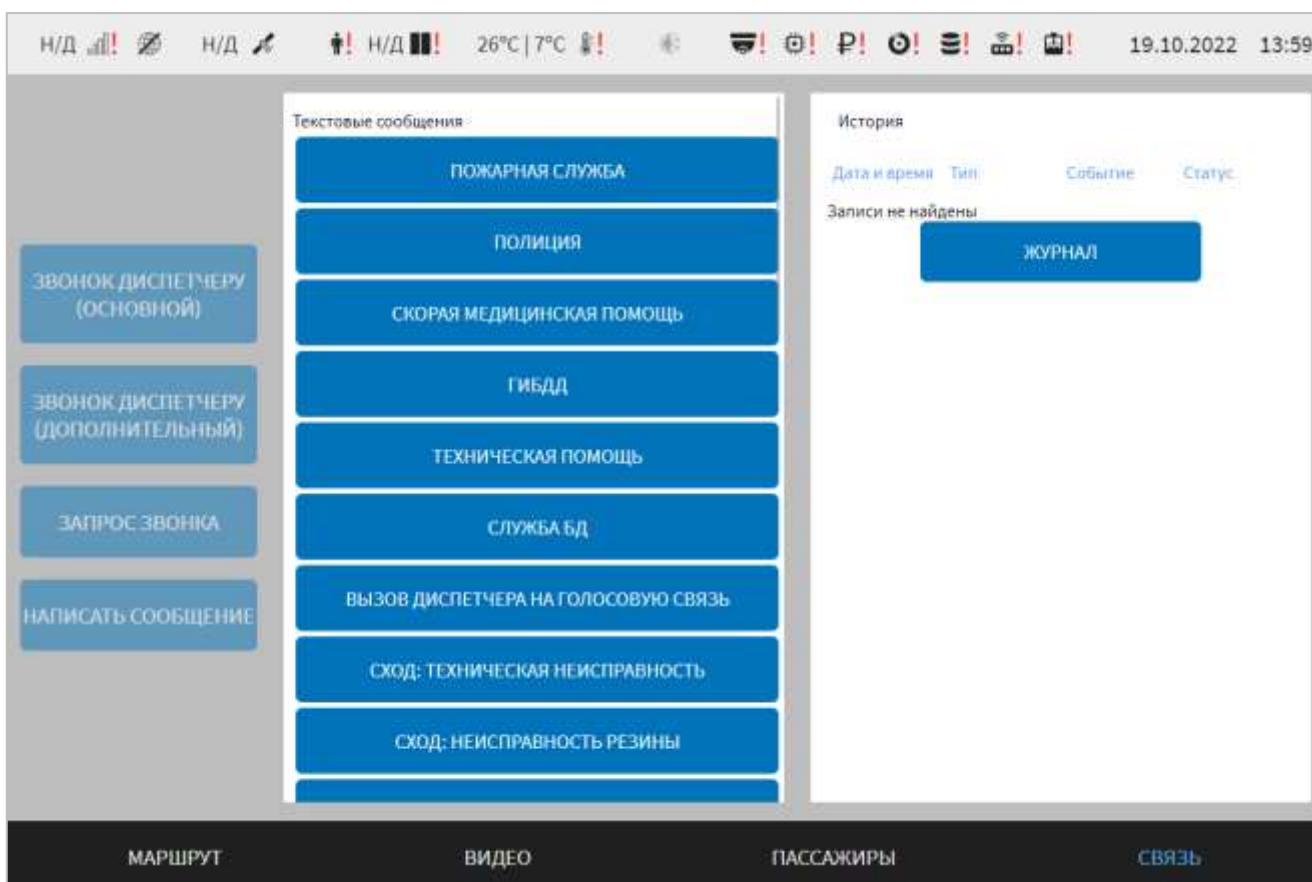 Н/Д ! Н/Д ! Н/Д ! 26°C | 7°C ! ! ! ₽! ! ! ! ! 19.10.2022 13:59
ЗВОНОК ДИСПЕТЧЕРУ
(ОСНОВНОЙ)
ЗВОНОК ДИСПЕТЧЕРУ
(ДОПОЛНИТЕЛЬНЫЙ)
ЗАПРОС ЗВОНКА
НАПИСАТЬ СООБЩЕНИЕ
Текстовые сообщения
ПОЖАРНАЯ СЛУЖБА
ПОЛИЦИЯ
СКОРАЯ МЕДИЦИНСКАЯ ПОМОЩЬ
ГИБДД
ТЕХНИЧЕСКАЯ ПОМОЩЬ
СЛУЖБА БД
ВЫЗОВ ДИСПЕТЧЕРА НА ГОЛОСОВУЮ СВЯЗЬ
СХОД: ТЕХНИЧЕСКАЯ НЕИСПРАВНОСТЬ
СХОД: НЕИСПРАВНОСТЬ РЕЗИНЫ
История
Дата и время Тип Событие Статус
Записи не найдены
ЖУРНАЛ
МАРШРУТ ВИДЕО ПАССАЖИРЫ СВЯЗЬ